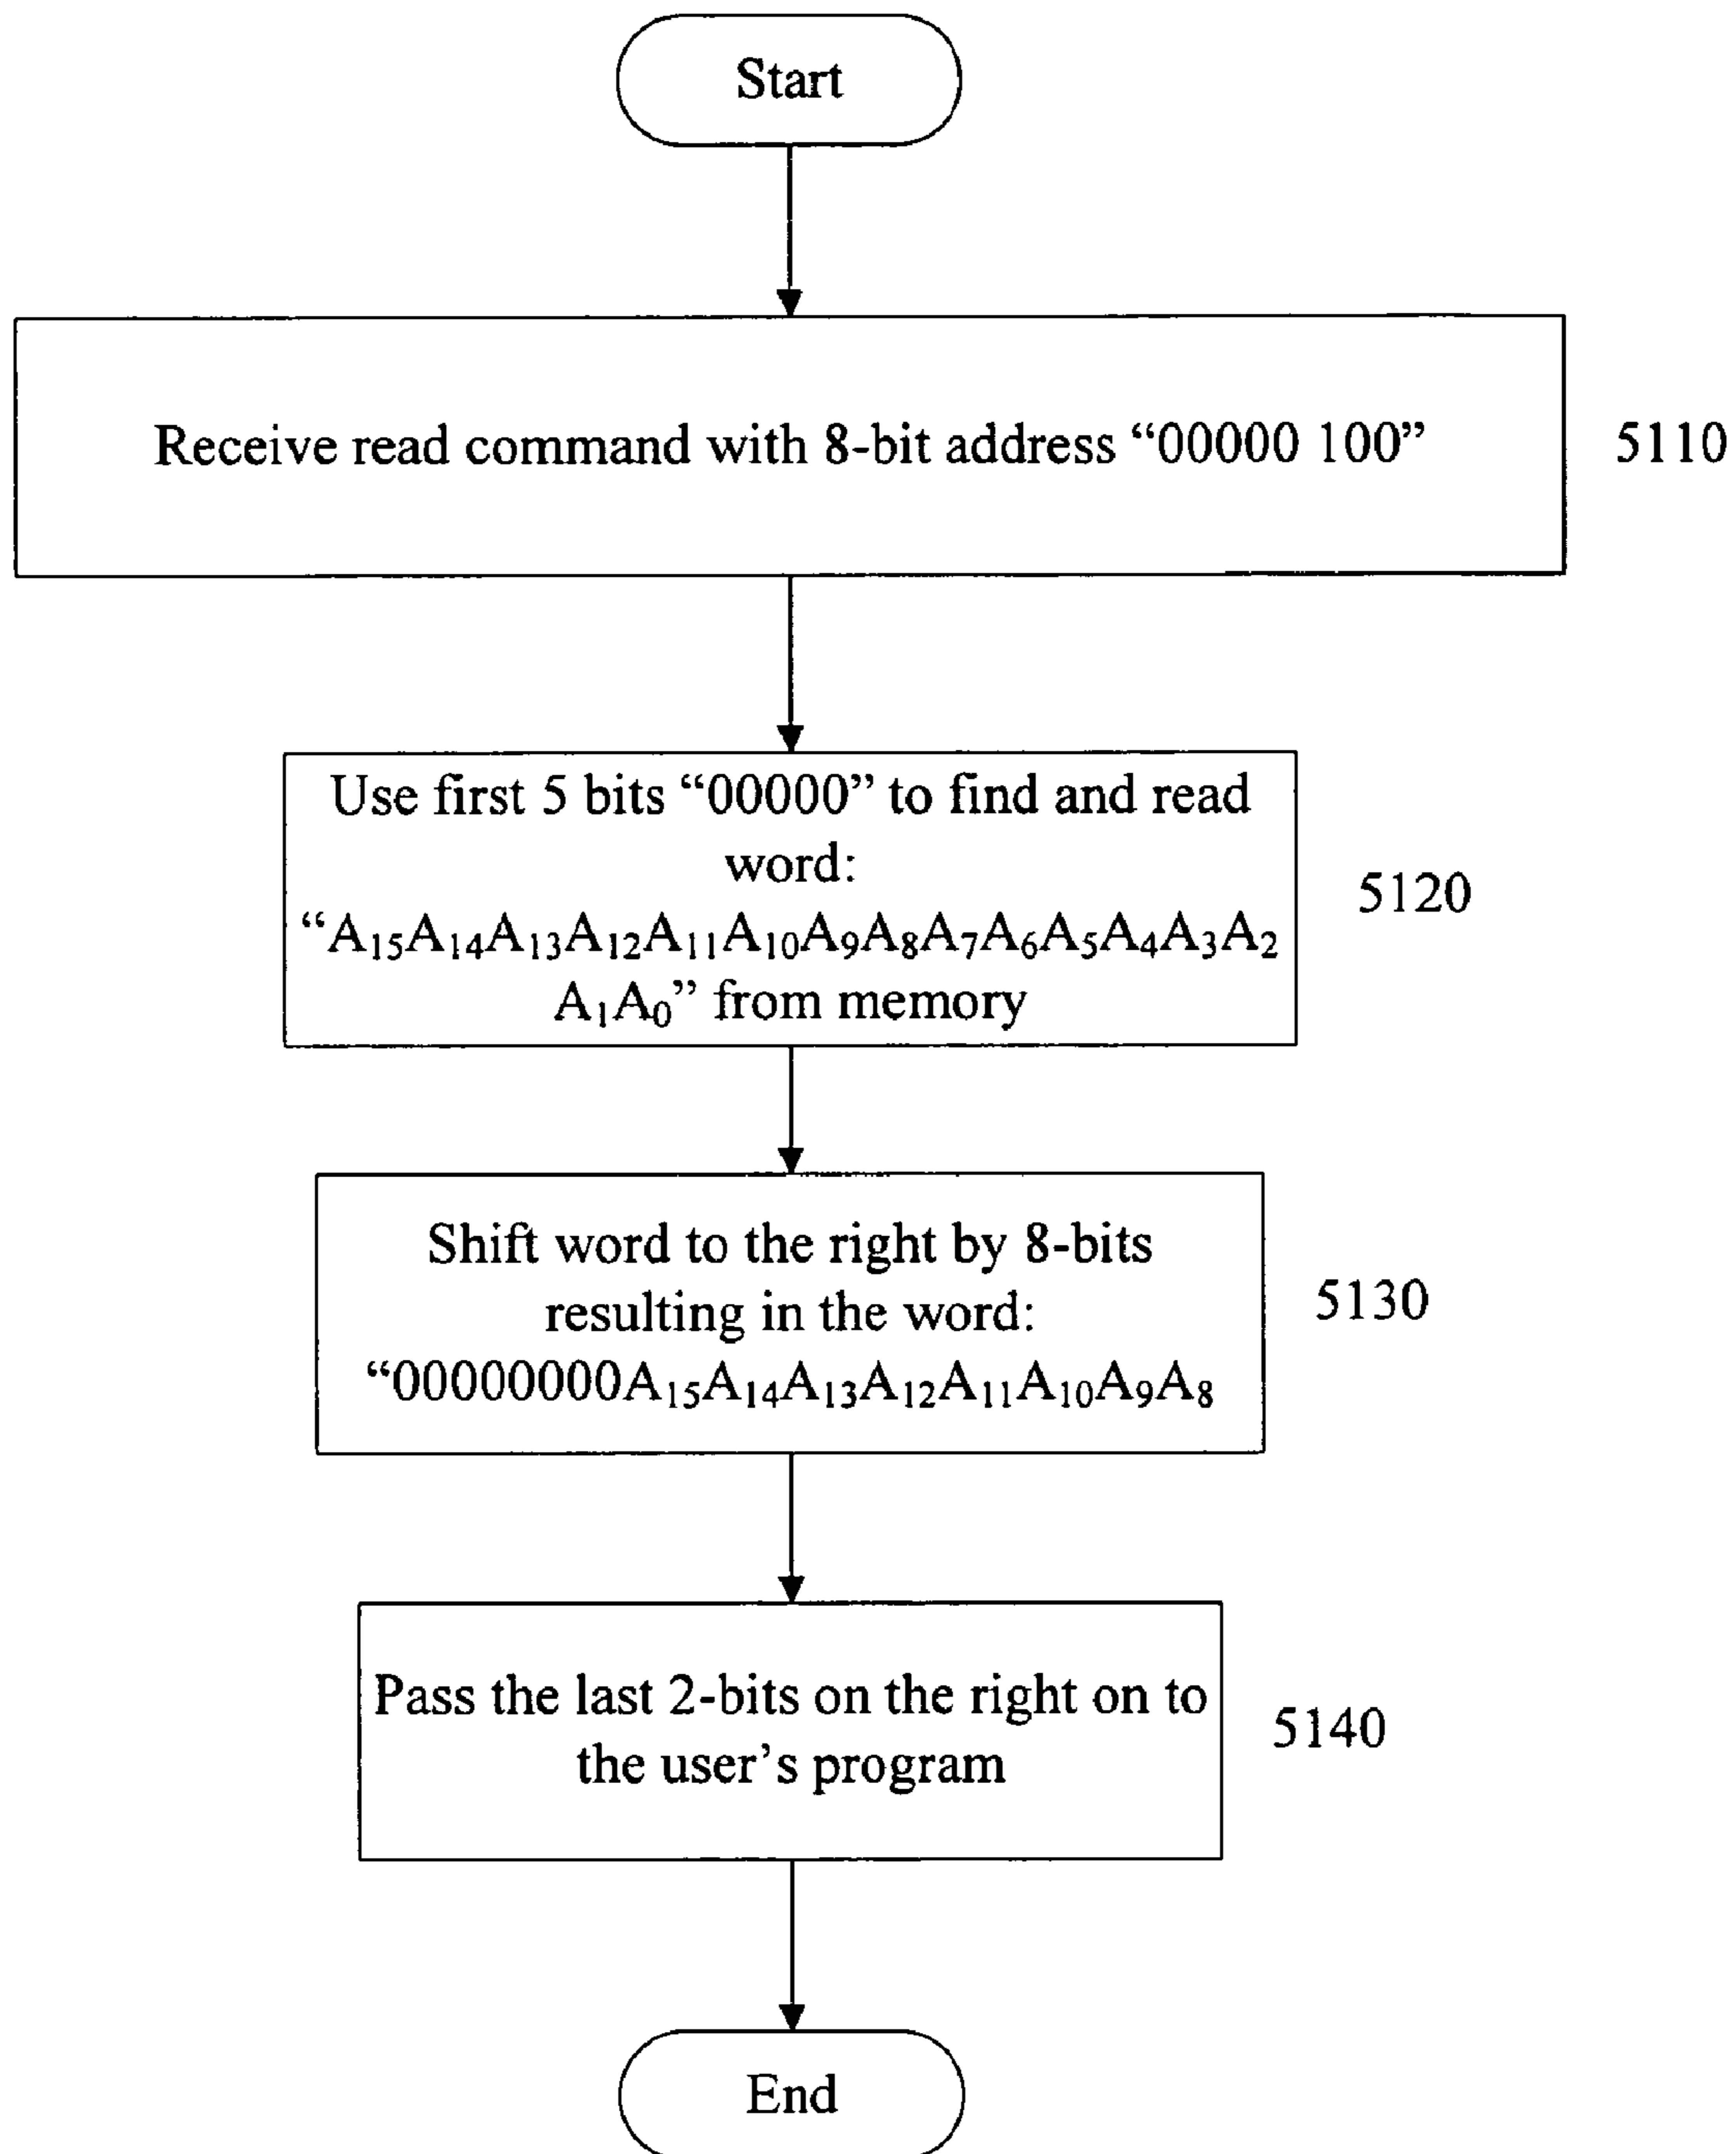 Start
Receive read command with 8-bit address “00000 100”
5110
Use first 5 bits “00000” to find and read
word:
“A₁₅A₁₄A₁₃A₁₂A₁₁A₁₀A₉A₈A₇A₆A₅A₄A₃A₂
A₁A₀” from memory
5120
Shift word to the right by 8-bits
resulting in the word:
“00000000A₁₅A₁₄A₁₃A₁₂A₁₁A₁₀A₉A₈
5130
Pass the last 2-bits on the right on to
the user’s program
5140
End